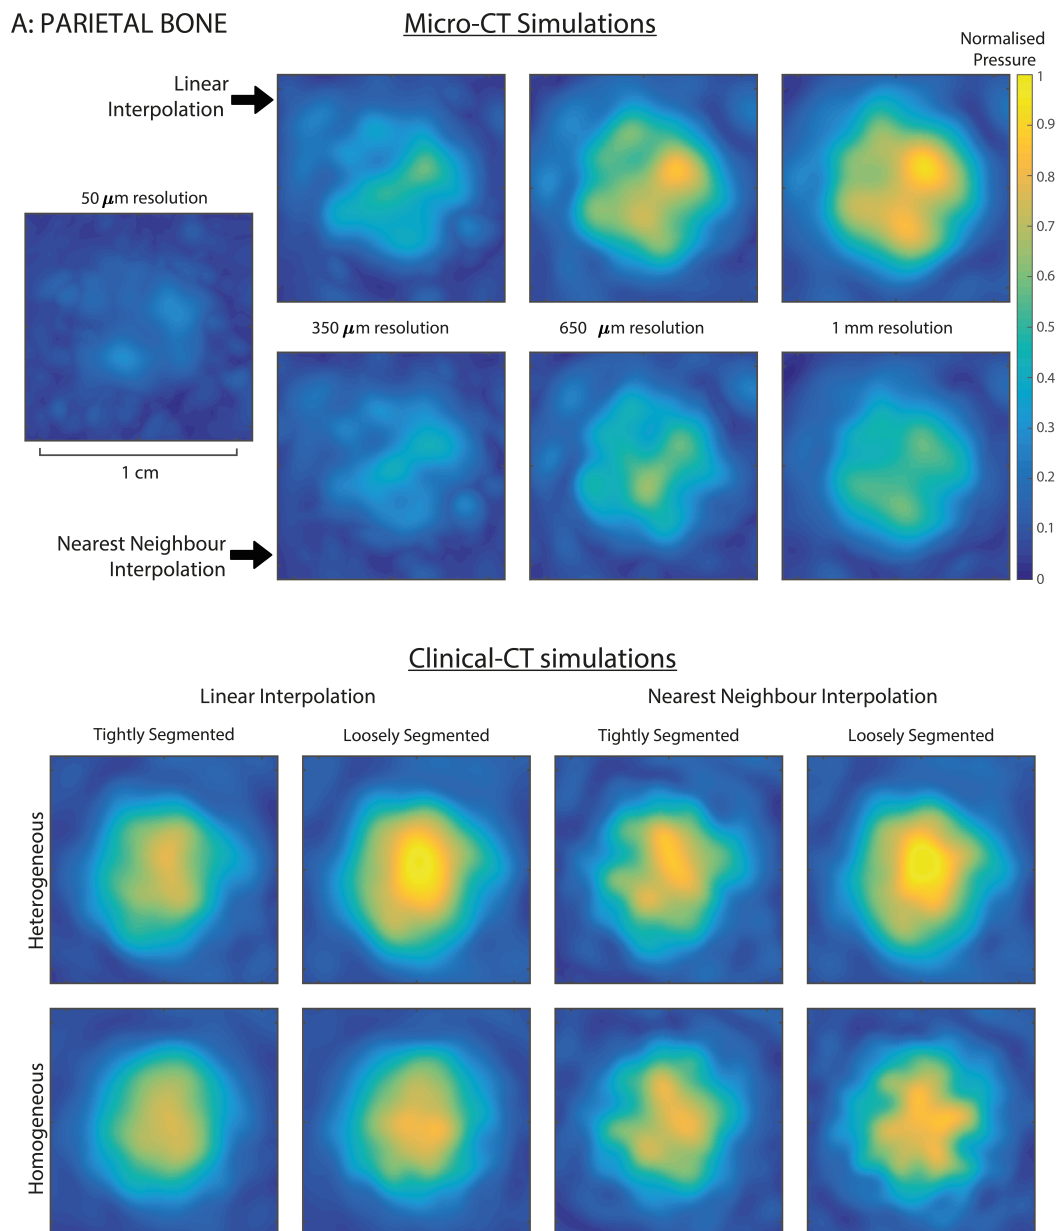 A: PARIETAL BONE
Micro-CT Simulations
Normalised
Pressure
Linear
Interpolation
50 μm resolution
1 cm
350 μm resolution
650 μm resolution
1 mm resolution
Nearest Neighbour
Interpolation
1
0.9
0.8
0.7
0.6
0.5
0.4
0.3
0.2
0.1
0
Clinical-CT simulations
Linear Interpolation
Nearest Neighbour Interpolation
Tightly Segmented
Loosely Segmented
Tightly Segmented
Loosely Segmented
Heterogeneous
Homogeneous